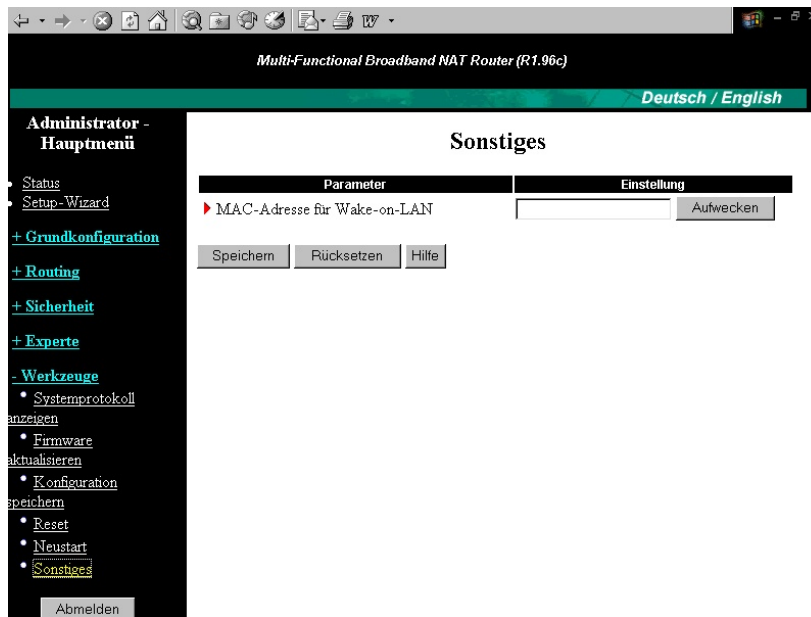 Multi-Functional Broadband NAT Router (R1.96c)
Deutsch / English
Administrator -
Hauptmenü
Status
Setup-Wizard
+ Grundkonfiguration
+ Routing
+ Sicherheit
+ Experte
- Werkzeuge
Systemprotokoll
anzeigen
Firmware
aktualisieren
Konfiguration
speichern
Reset
Neustart
Sonstiges
Abmelden
Sonstiges
Parameter Einstellung
MAC-Adresse für Wake-on-LAN Aufwecken
Speichern Rücksetzen Hilfe